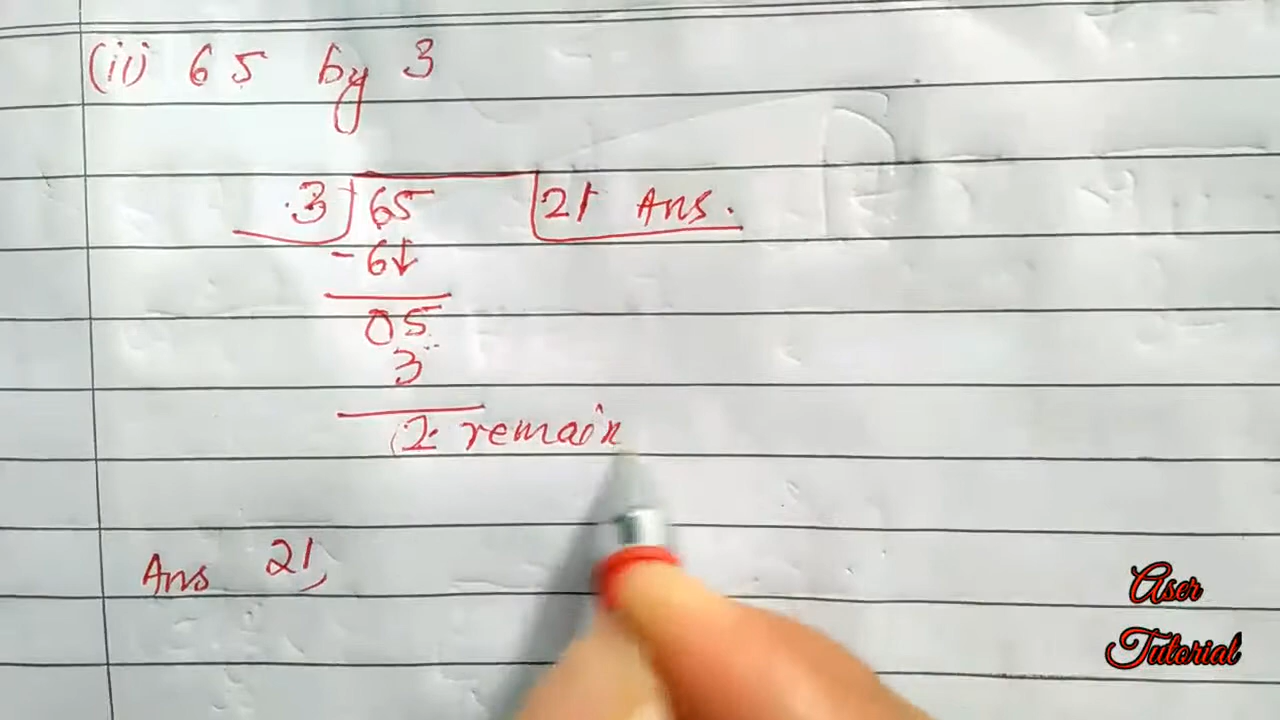 (ii) 65 by 3
3 65 21 Ans.
- 6↓
05
3
2 remain
Ans 21,
Aser
Tutorial